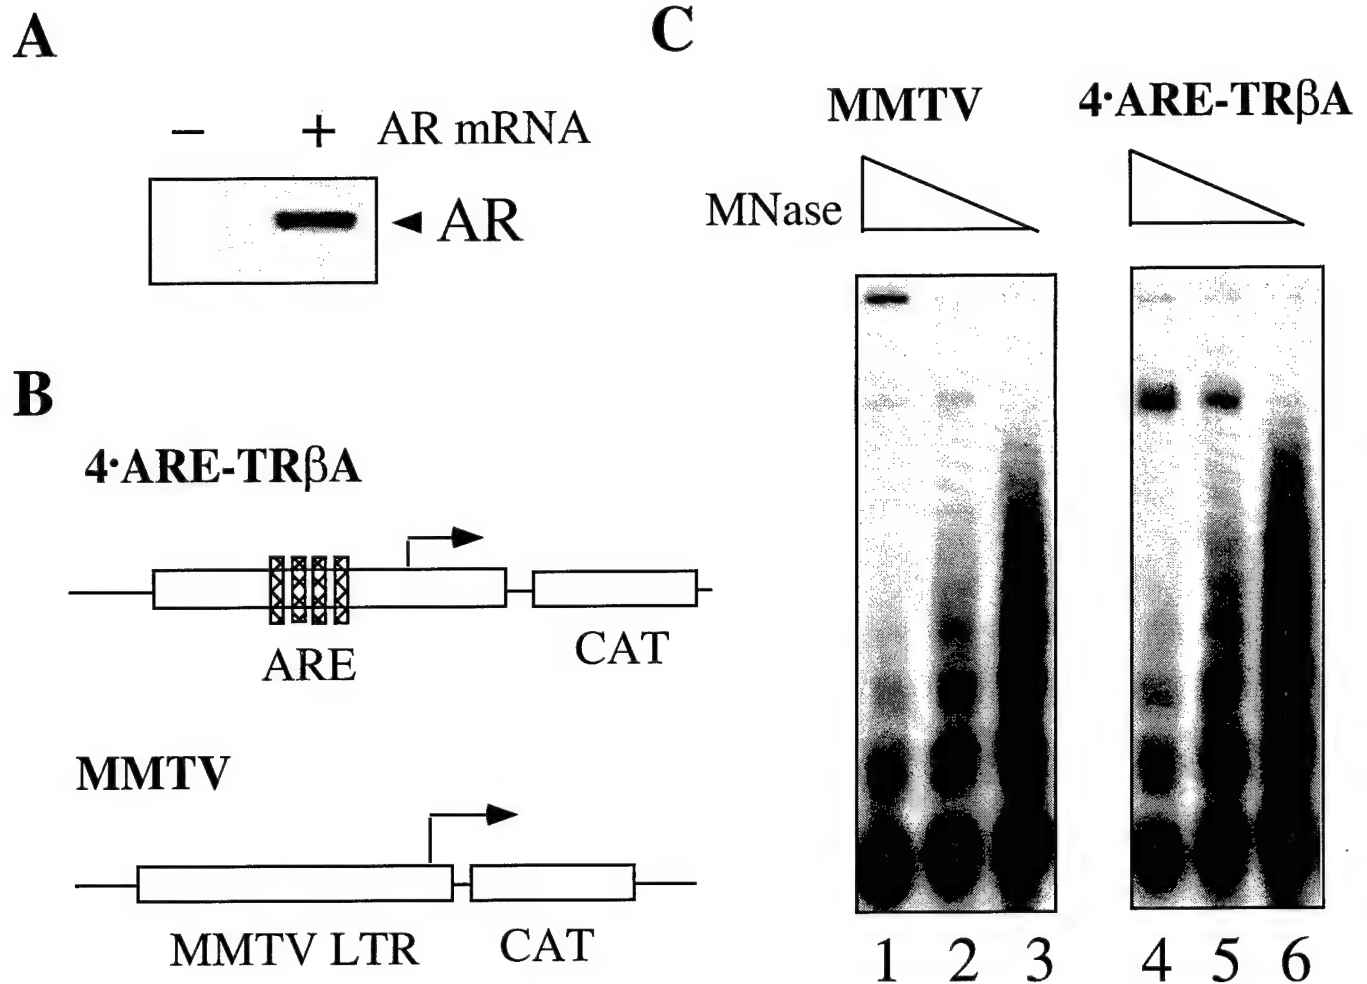 A
− + AR mRNA
AR
B
4·ARE-TRβA
ARE
CAT
MMTV
MMTV LTR
CAT
C
MMTV
4·ARE-TRβA
MNase
1 2 3 4 5 6